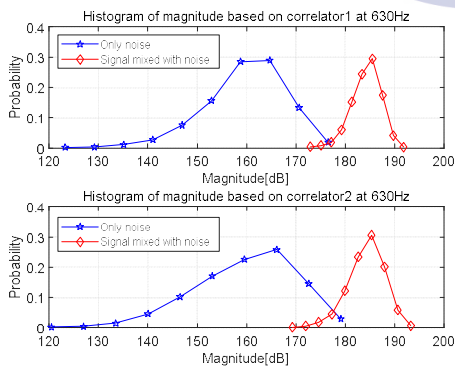 Histogram of magnitude based on correlator1 at 630Hz
0.4
0.3
0.2
0.1
0
Probability
Only noise
Signal mixed with noise
120 130 140 150 160 170 180 190 200
Magnitude[dB]
Histogram of magnitude based on correlator2 at 630Hz
0.4
0.3
0.2
0.1
0
Probability
Only noise
Signal mixed with noise
120 130 140 150 160 170 180 190 200
Magnitude[dB]